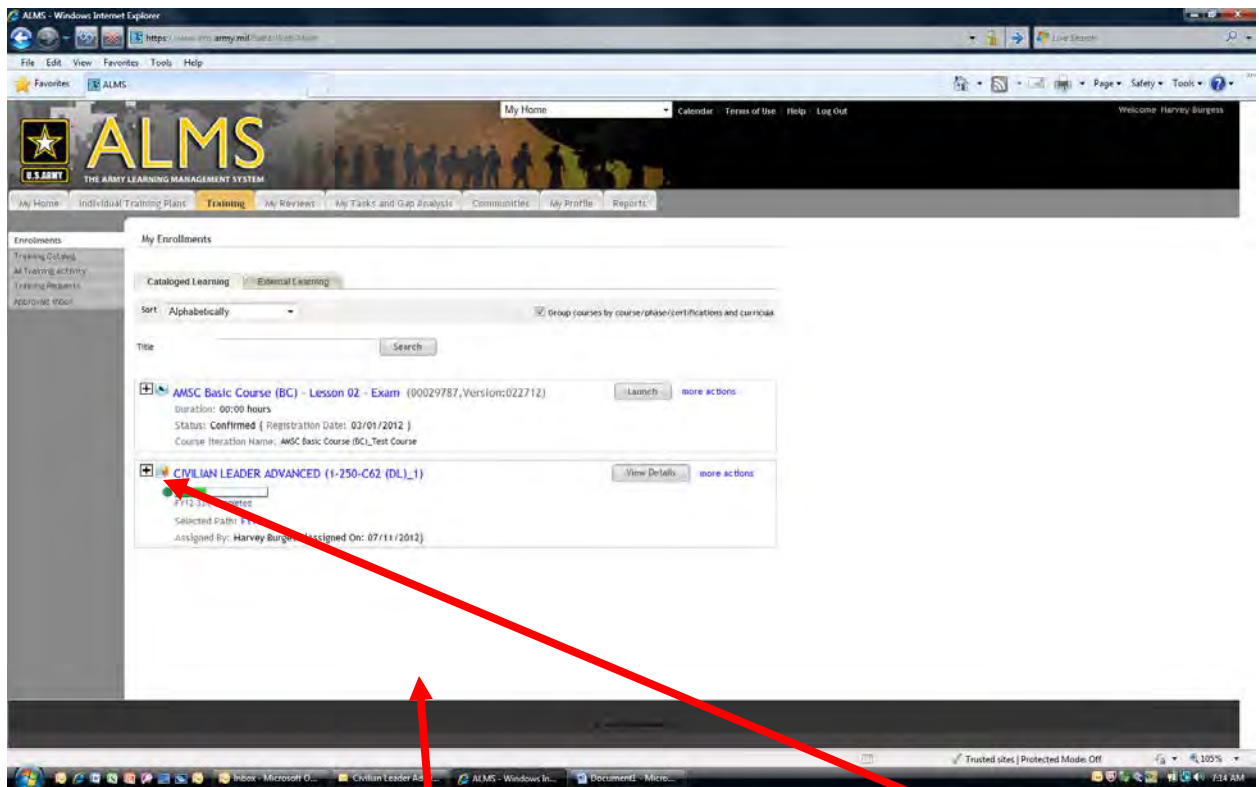 ALMS - Windows Internet Explorer
https:// army.mil
Live Search
File Edit View Favorites Tools Help
Favorites ALMS
Page Safety Tools
My Home Calendar Terms of Use Help Log Out Welcome Harvey Burgess
ALMS
U.S.ARMY THE ARMY LEARNING MANAGEMENT SYSTEM
My Home Individual Training Plans Training My Reviews My Tasks and Gap Analysis Communities My Profile Reports
Enrollments
Training Catalog
All Training activity
Training Requests
Approvals Inbox
My Enrollments
Cataloged Learning External Learning
Sort Alphabetically Group courses by course/phase/certifications and curricula
Title Search
AMSC Basic Course (BC) - Lesson 02 - Exam (00029787,Version:022712) Launch more actions
Duration: 00:00 hours
Status: Confirmed ( Registration Date: 03/01/2012 )
Course Iteration Name: AMSC Basic Course (BC)_Test Course
CIVILIAN LEADER ADVANCED (1-250-C62 (DL)_1) View Details more actions
FY12
Selected Path:
Assigned By: Harvey Assigned On: 07/11/2012)
Trusted sites | Protected Mode: Off 105%
Inbox - Microsoft O... Civilian Leader Ad... ALMS - Windows In... Document1 - Micro... 7:14 AM